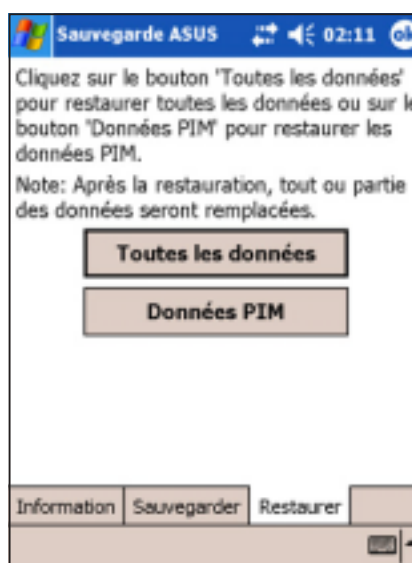 Sauvegarde ASUS 02:11 ok
Cliquez sur le bouton 'Toutes les données'
pour restaurer toutes les données ou sur le
bouton 'Données PIM' pour restaurer les
données PIM.
Note: Après la restauration, tout ou partie
des données seront remplacées.
Toutes les données
Données PIM
Information Sauvegarder Restaurer